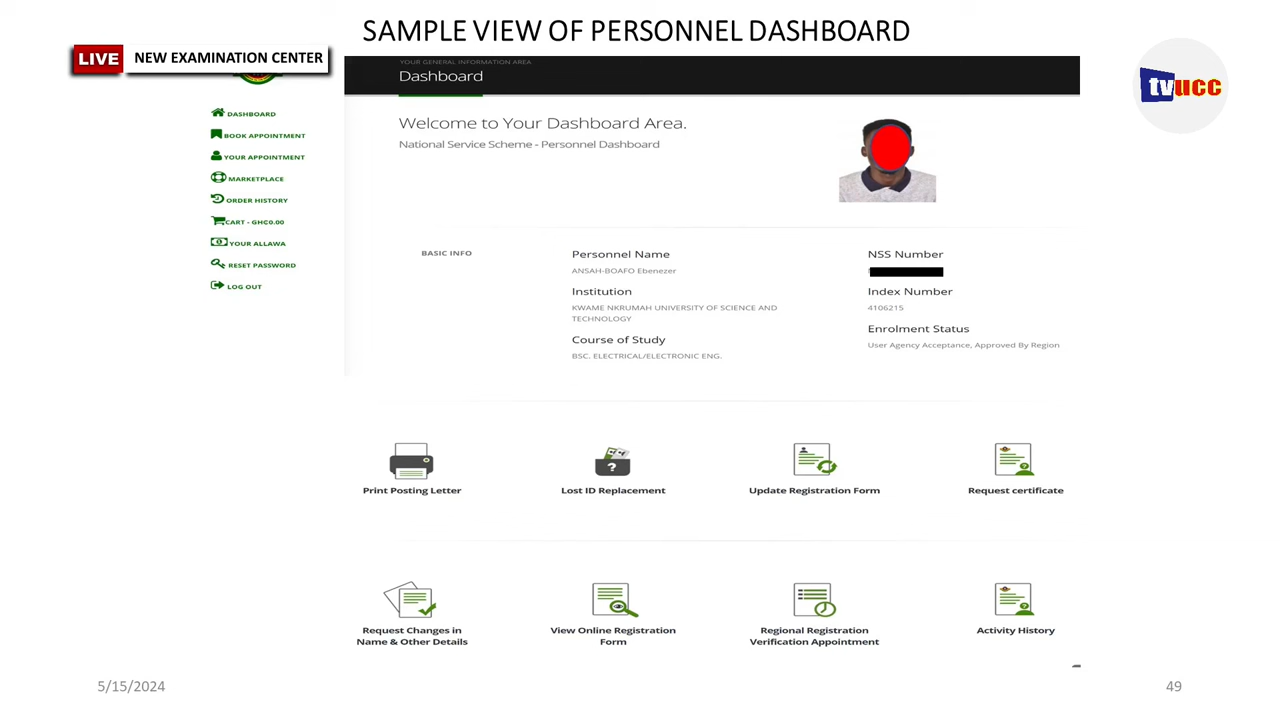 SAMPLE VIEW OF PERSONNEL DASHBOARD
LIVE NEW EXAMINATION CENTER
tvucc
YOUR GENERAL INFORMATION AREA
Dashboard
DASHBOARD
BOOK APPOINTMENT
YOUR APPOINTMENT
MARKETPLACE
ORDER HISTORY
CART - GH₵0.00
YOUR ALLAWA
RESET PASSWORD
LOG OUT
Welcome to Your Dashboard Area.
National Service Scheme - Personnel Dashboard
BASIC INFO
Personnel Name
ANSAH-BOAFO Ebenezer
Institution
KWAME NKRUMAH UNIVERSITY OF SCIENCE AND
TECHNOLOGY
Course of Study
BSC. ELECTRICAL/ELECTRONIC ENG.
NSS Number
Index Number
4106215
Enrolment Status
User Agency Acceptance, Approved By Region
Print Posting Letter
Lost ID Replacement
Update Registration Form
Request certificate
Request Changes in
Name & Other Details
View Online Registration
Form
Regional Registration
Verification Appointment
Activity History
5/15/2024
49